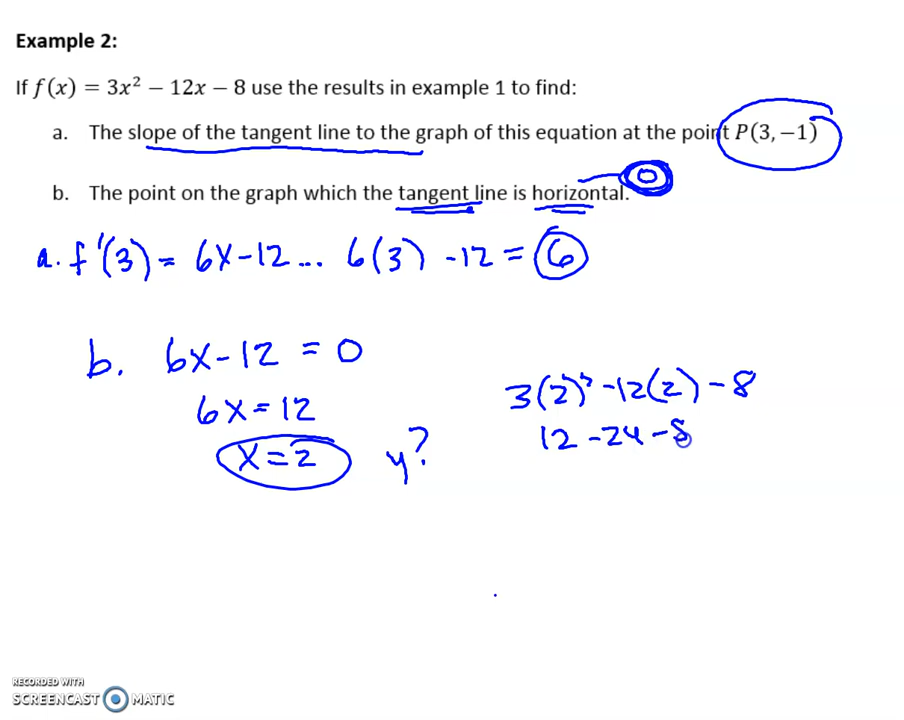 Example 2:
If f(x) = 3x² − 12x − 8 use the results in example 1 to find:
a. The slope of the tangent line to the graph of this equation at the point P(3, −1)
b. The point on the graph which the tangent line is horizontal. 0
a. f'(3) = 6x-12 ... 6(3) -12 = 6
b. 6x-12 = 0
6x = 12
x = 2 y?
3(2)² -12(2) - 8
12 -24 -8
RECORDED WITH
SCREENCAST MATIC